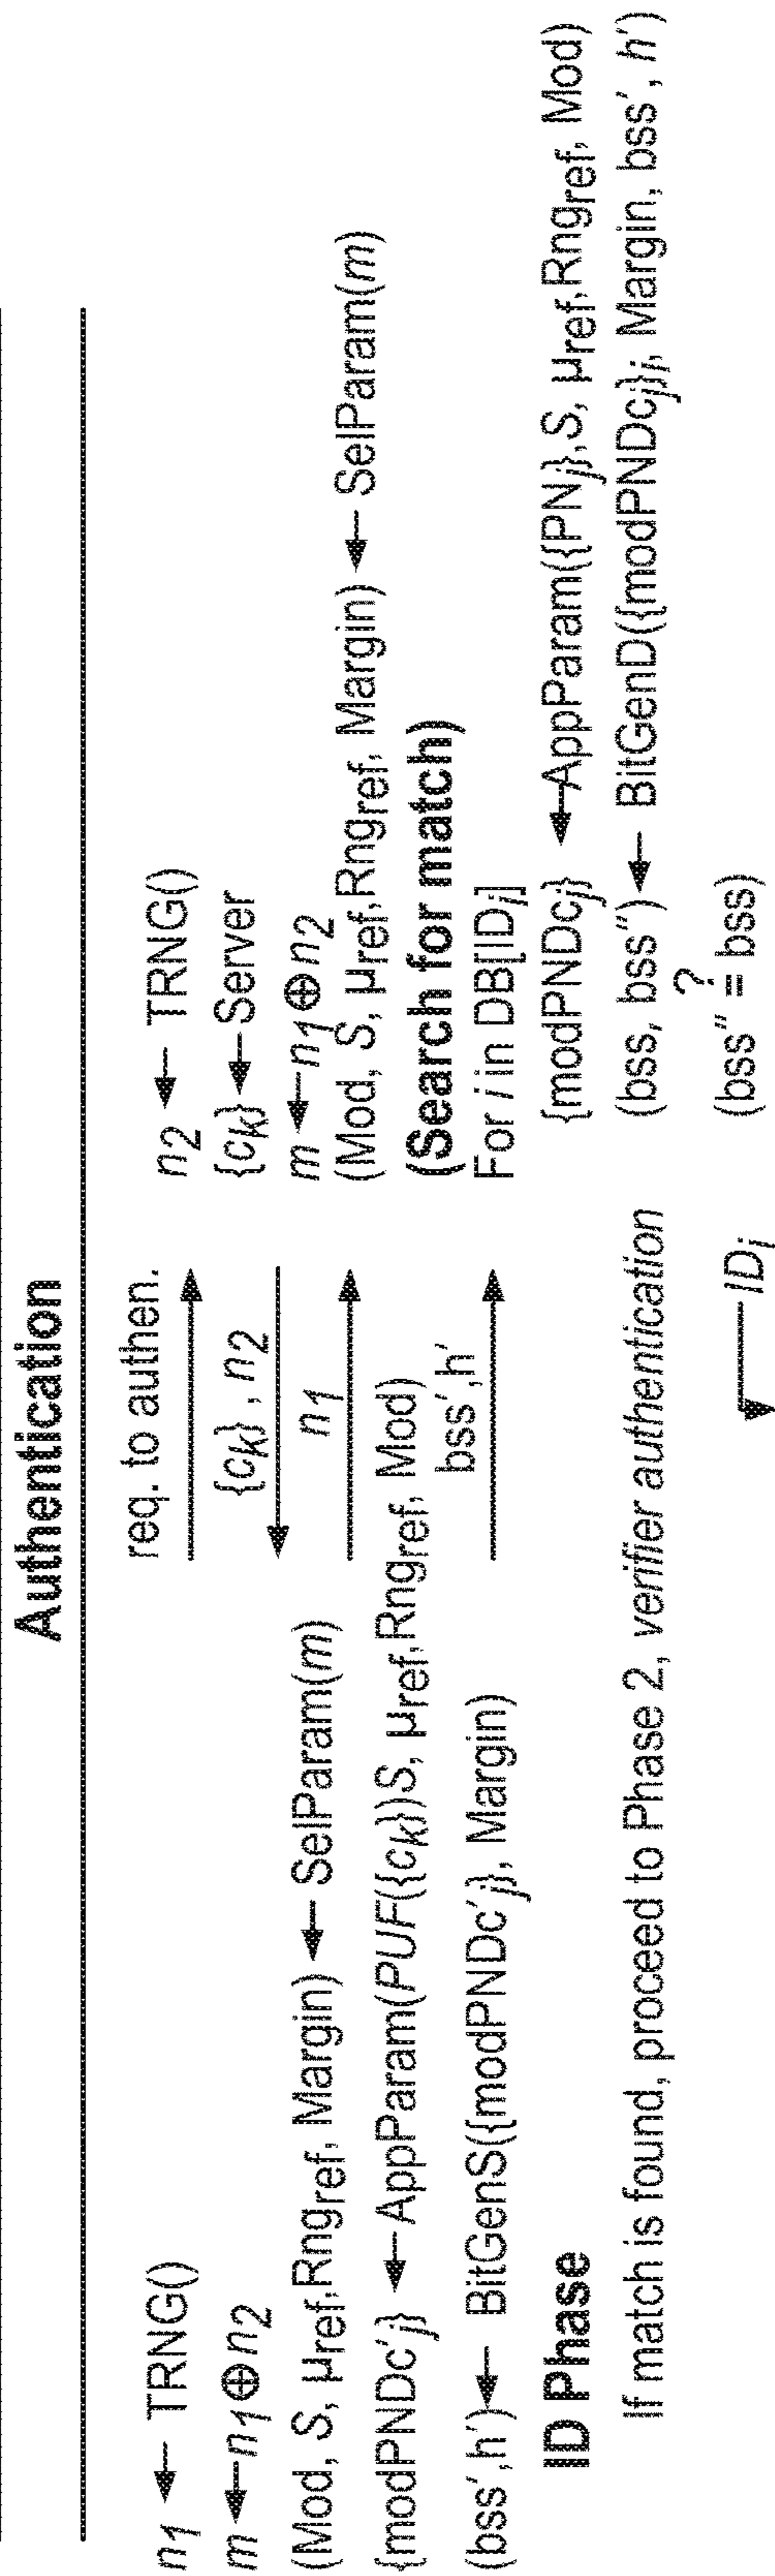 Authentication
n1 ← TRNG()
m ← n1 ⊕ n2
(Mod, S, μref, Rngref, Margin) ← SelParam(m)
{modPNDc′j} ← AppParam(PUF({ck})S, μref, Rngref, Mod)
(bss′,h′) ← BitGenS({modPNDc′j}, Margin)
ID Phase
If match is found, proceed to Phase 2, verifier authentication
req. to authen.
{ck} , n2
n1
bss′,h′
n2 ← TRNG()
{ck} ← Server
m ← n1 ⊕ n2
(Mod, S, μref, Rngref, Margin) ← SelParam(m)
(Search for match)
For i in DB[IDi]
{modPNDcj} ← AppParam({PNj},S, μref, Rngref, Mod)
(bss, bss″) ← BitGenD({modPNDcj}i, Margin, bss′, h′)
?
(bss″ = bss)
IDi